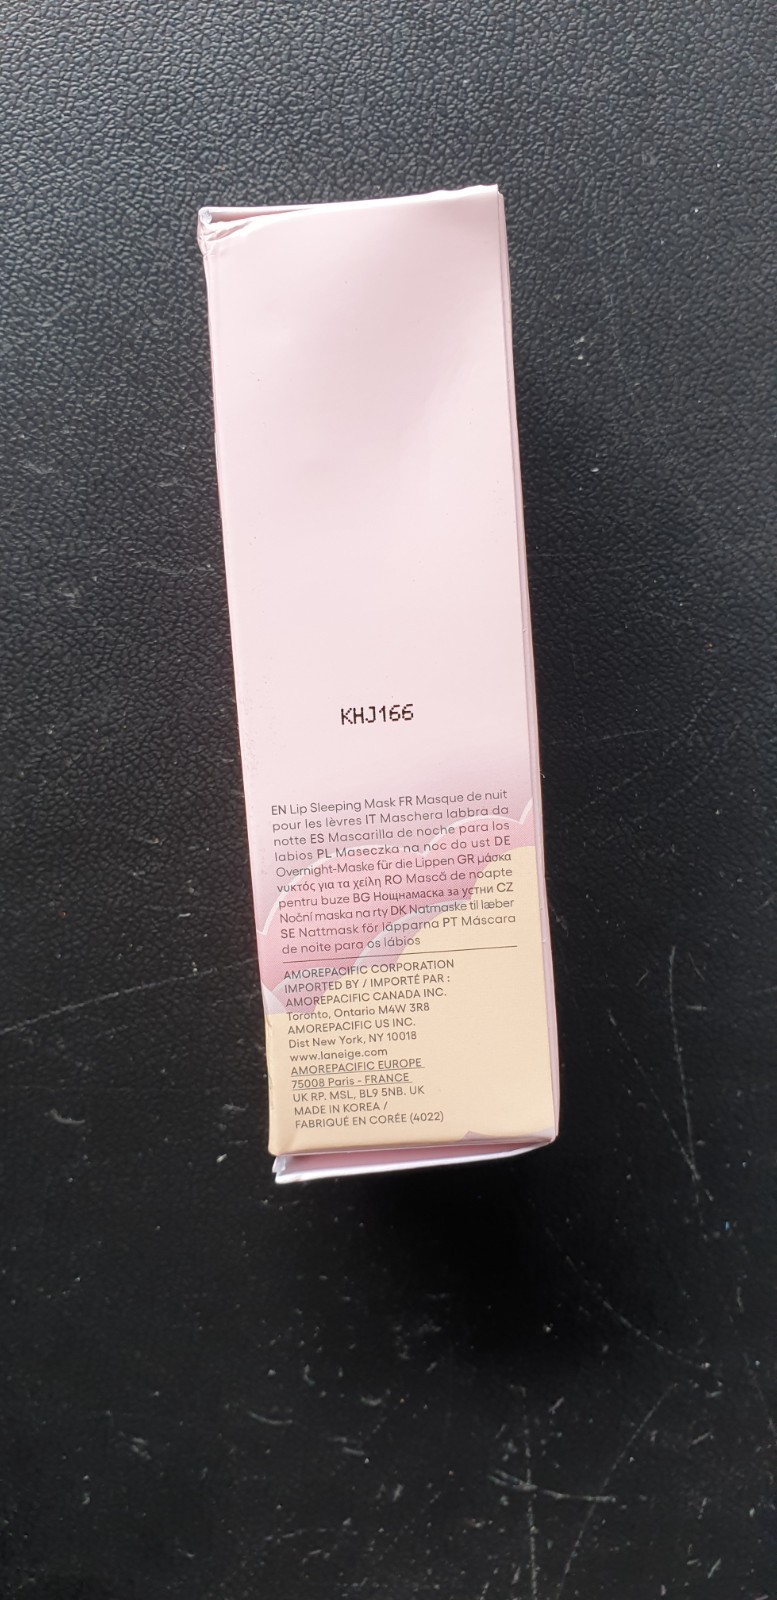 KHJ166
EN Lip Sleeping Mask FR Masque de nuit
pour les lèvres IT Maschera labbra da
notte ES Mascarilla de noche para los
labios PL Maseczka na noc do ust DE
Overnight-Maske für die Lippen GR μάσκα
νυκτός για τα χείλη RO Mască de noapte
pentru buze BG Нощнамаска за устни CZ
Noční maska na rty DK Natmaske til læber
SE Nattmask för läpparna PT Máscara
de noite para os lábios
AMOREPACIFIC CORPORATION
IMPORTED BY / IMPORTÉ PAR :
AMOREPACIFIC CANADA INC.
Toronto, Ontario M4W 3R8
AMOREPACIFIC US INC.
Dist New York, NY 10018
www.laneige.com
AMOREPACIFIC EUROPE
75008 Paris - FRANCE
UK RP. MSL, BL9 5NB. UK
MADE IN KOREA /
FABRIQUÉ EN CORÉE (4022)